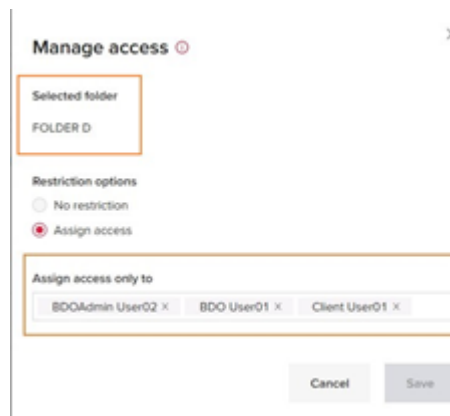 Manage access
Selected folder
FOLDER D
Restriction options
No restriction
Assign access
Assign access only to
BDOAdmin User02 × BDO User01 × Client User01 ×
Cancel Save